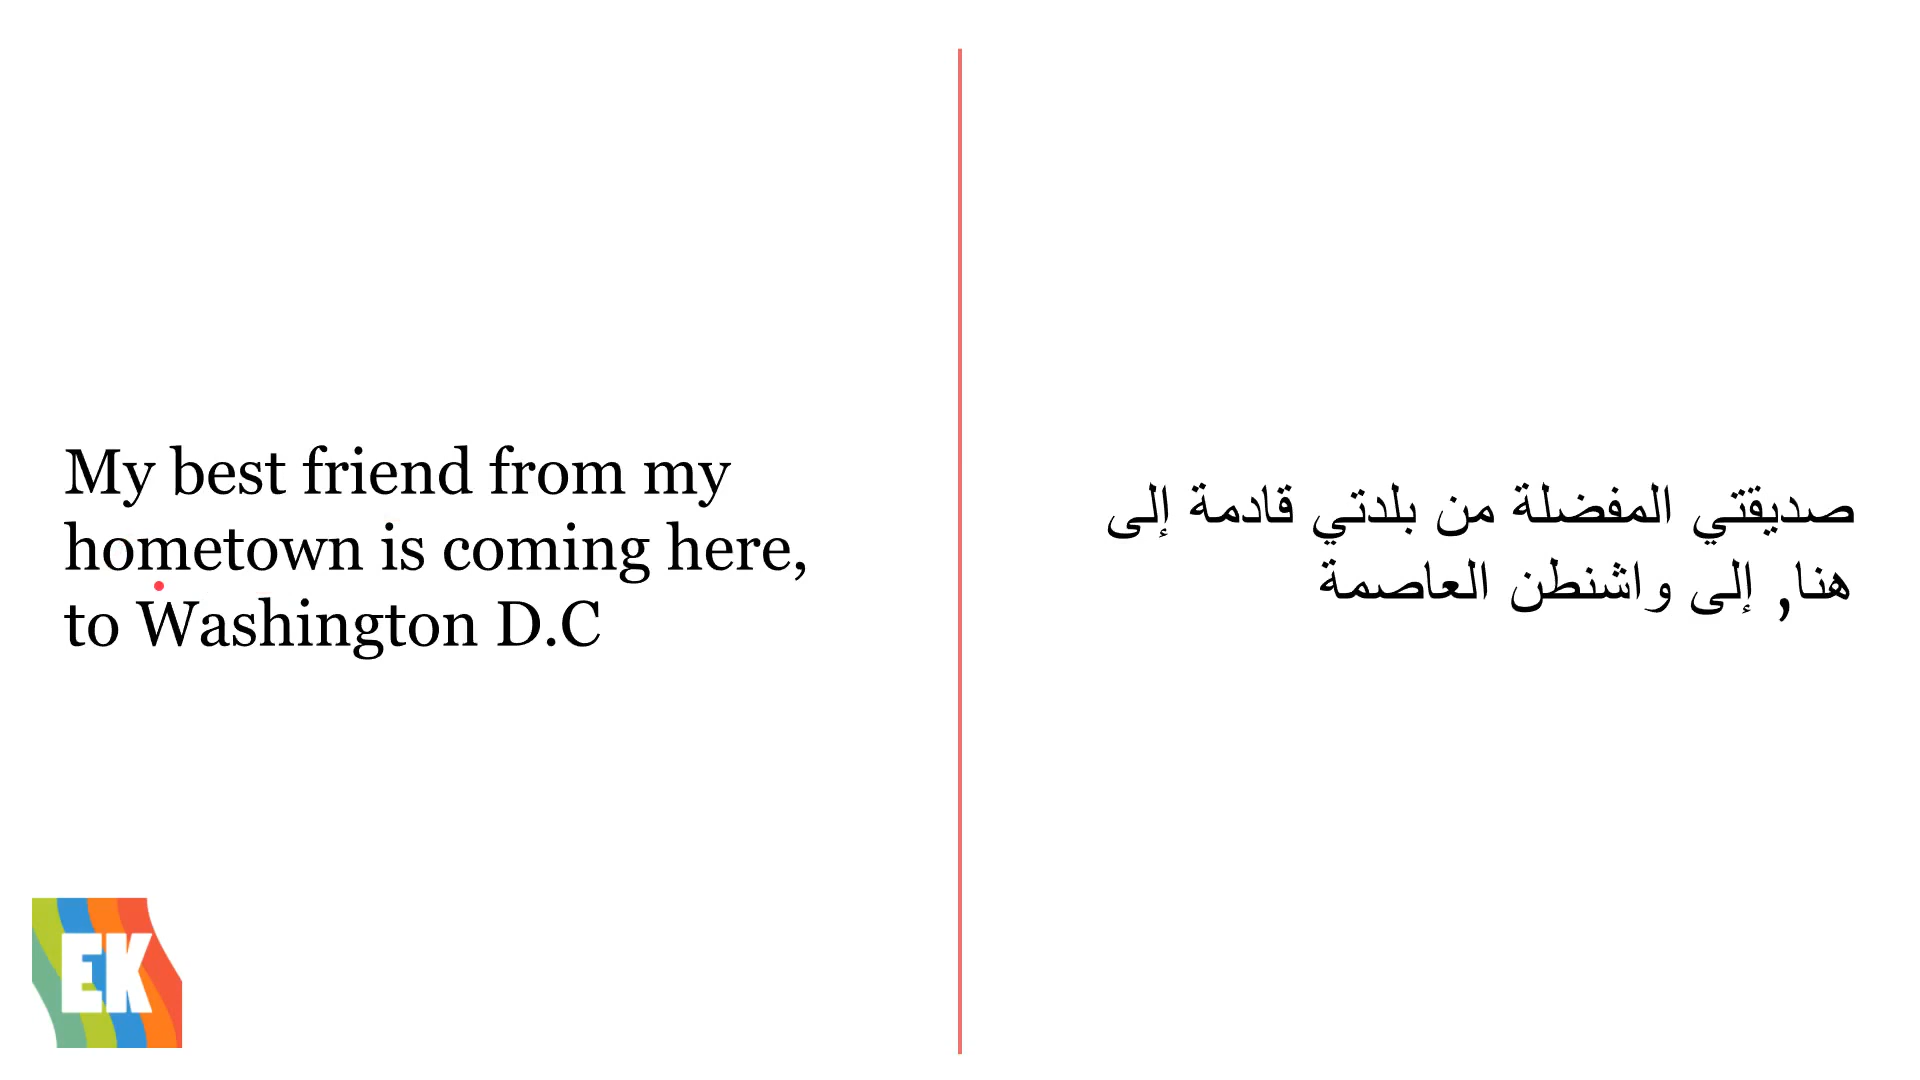 My best friend from my
hometown is coming here,
to Washington D.C
صديقتي المفضلة من بلدتي قادمة إلى
هنا, إلى واشنطن العاصمة
EK